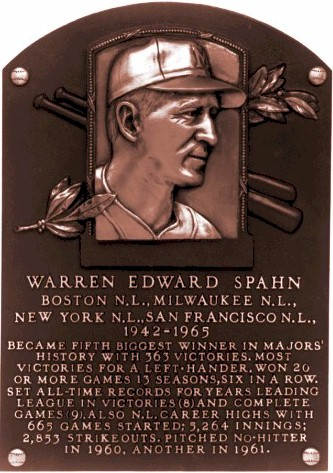 WARREN EDWARD SPAHN
BOSTON N.L., MILWAUKEE N.L.,
NEW YORK N.L., SAN FRANCISCO N.L.,
1942-1965
BECAME FIFTH BIGGEST WINNER IN MAJORS'
HISTORY WITH 363 VICTORIES. MOST
VICTORIES FOR A LEFT-HANDER. WON 20
OR MORE GAMES 13 SEASONS, SIX IN A ROW.
SET ALL-TIME RECORDS FOR YEARS LEADING
LEAGUE IN VICTORIES (8) AND COMPLETE
GAMES (9). ALSO N.L. CAREER HIGHS WITH
665 GAMES STARTED; 5,264 INNINGS;
2,853 STRIKEOUTS. PITCHED NO-HITTER
IN 1960, ANOTHER IN 1961.